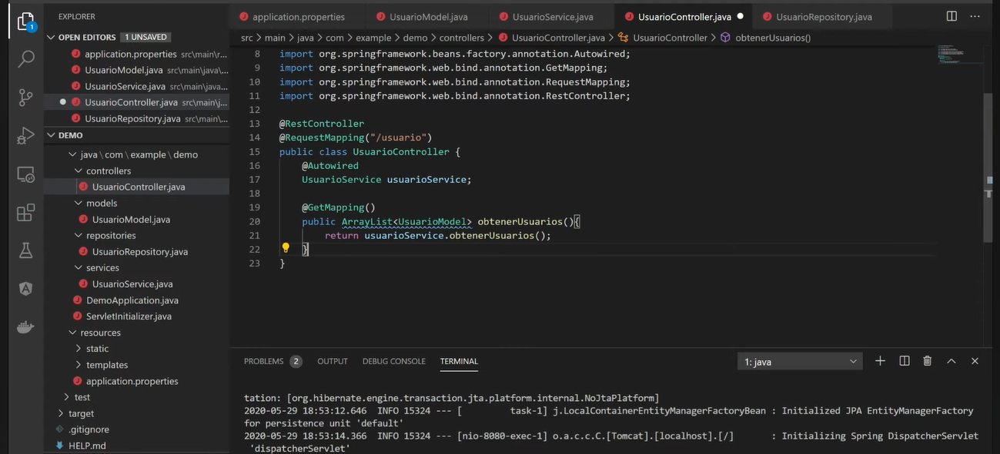 EXPLORER
OPEN EDITORS 1 UNSAVED
application.properties src\main\r...
UsuarioModel.java src\main\java\...
UsuarioService.java src\main\java...
UsuarioController.java src\main\j...
UsuarioRepository.java src\main\...
DEMO
java \ com \ example \ demo
controllers
UsuarioController.java
models
UsuarioModel.java
repositories
UsuarioRepository.java
services
UsuarioService.java
DemoApplication.java
ServletInitializer.java
resources
static
templates
application.properties
test
target
.gitignore
HELP.md
1
application.properties UsuarioModel.java UsuarioService.java UsuarioController.java UsuarioRepository.java
src > main > java > com > example > demo > controllers > UsuarioController.java > UsuarioController > obtenerUsuarios()
8 import org.springframework.beans.factory.annotation.Autowired;
9 import org.springframework.web.bind.annotation.GetMapping;
10 import org.springframework.web.bind.annotation.RequestMapping;
11 import org.springframework.web.bind.annotation.RestController;
12
13 @RestController
14 @RequestMapping("/usuario")
15 public class UsuarioController {
16 @Autowired
17 UsuarioService usuarioService;
18
19 @GetMapping()
20 public ArrayList<UsuarioModel> obtenerUsuarios(){
21 return usuarioService.obtenerUsuarios();
22 }
23 }
PROBLEMS 2 OUTPUT DEBUG CONSOLE TERMINAL 1: java
tation: [org.hibernate.engine.transaction.jta.platform.internal.NoJtaPlatform]
2020-05-29 18:53:12.646 INFO 15324 --- [ task-1] j.LocalContainerEntityManagerFactoryBean : Initialized JPA EntityManagerFactory
for persistence unit 'default'
2020-05-29 18:53:14.366 INFO 15324 --- [nio-8080-exec-1] o.a.c.c.C.[Tomcat].[localhost].[/] : Initializing Spring DispatcherServlet
'dispatcherServlet'